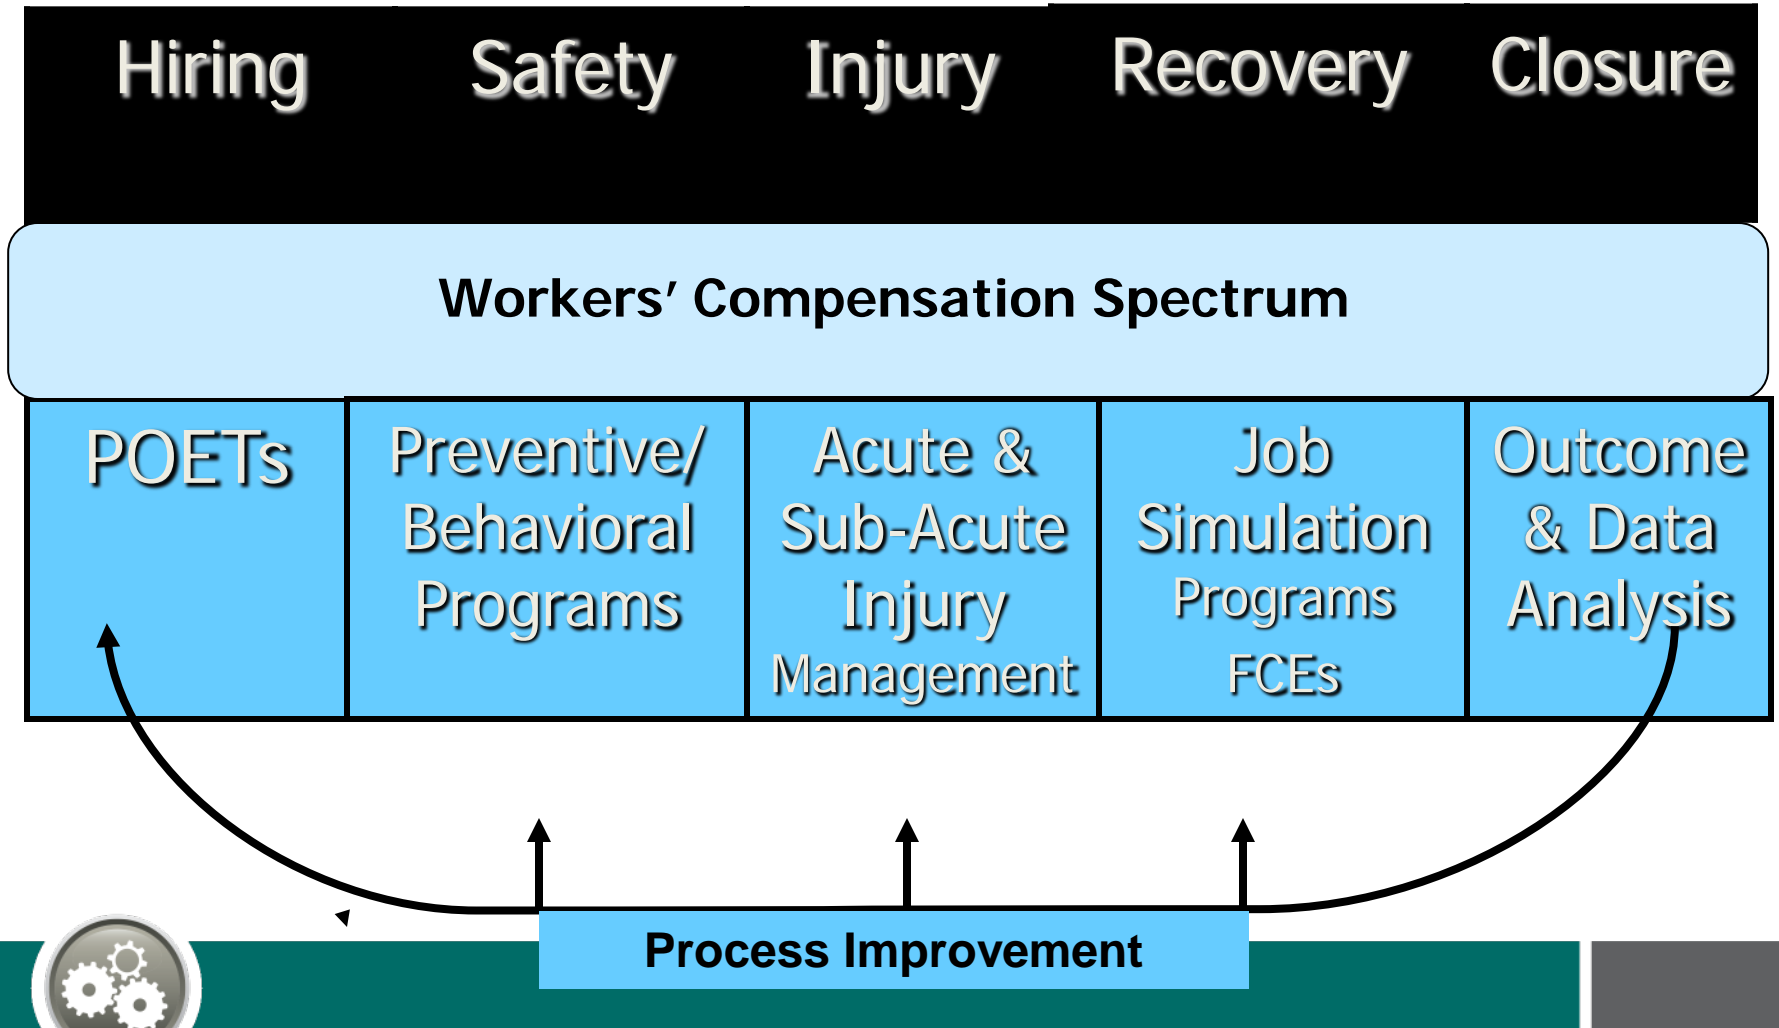 Hiring
Safety
Injury
Recovery
Closure
Workers’ Compensation Spectrum
POETs
Preventive/
Behavioral
Programs
Acute &
Sub-Acute
Injury
Management
Job
Simulation
Programs
FCEs
Outcome
& Data
Analysis
Process Improvement